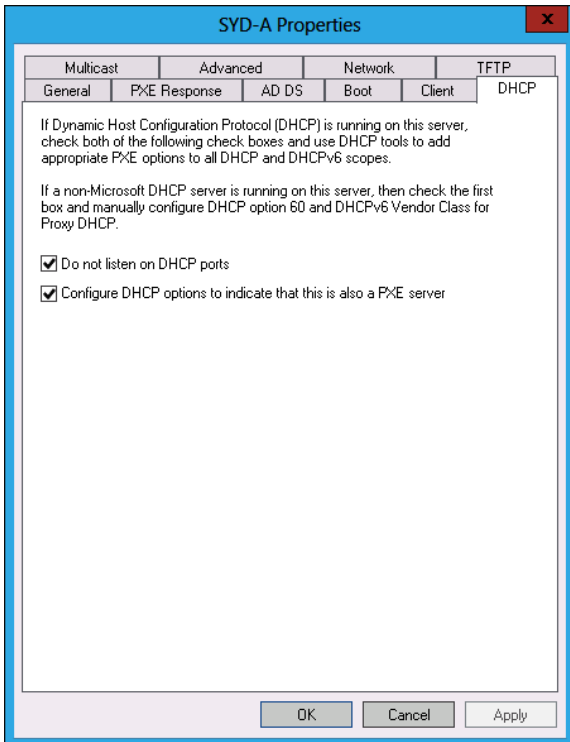 SYD-A Properties
x
Multicast Advanced Network TFTP
General PXE Response AD DS Boot Client DHCP
If Dynamic Host Configuration Protocol (DHCP) is running on this server,
check both of the following check boxes and use DHCP tools to add
appropriate PXE options to all DHCP and DHCPv6 scopes.
If a non-Microsoft DHCP server is running on this server, then check the first
box and manually configure DHCP option 60 and DHCPv6 Vendor Class for
Proxy DHCP.
Do not listen on DHCP ports
Configure DHCP options to indicate that this is also a PXE server
OK Cancel Apply